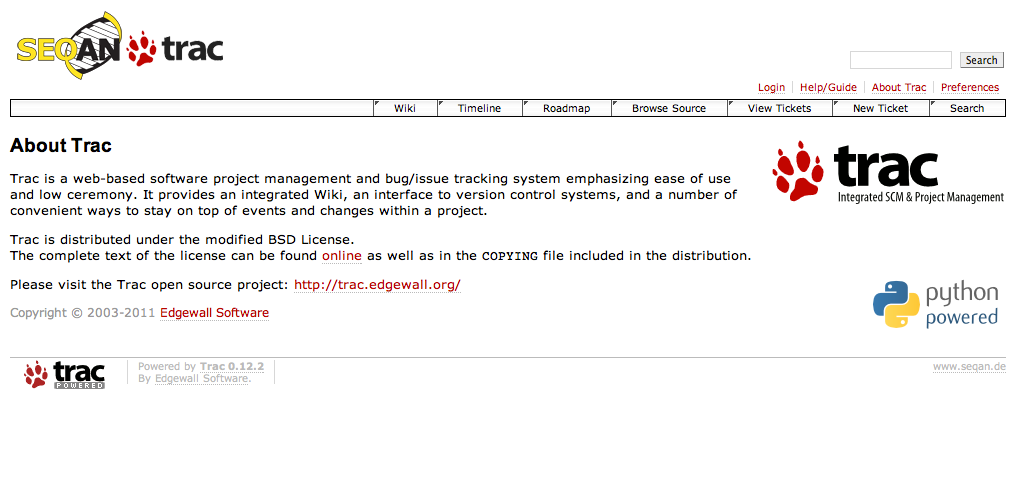 SEQAN trac
Search
Login Help/Guide About Trac Preferences
Wiki Timeline Roadmap Browse Source View Tickets New Ticket Search
About Trac
trac
Integrated SCM & Project Management
Trac is a web-based software project management and bug/issue tracking system emphasizing ease of use
and low ceremony. It provides an integrated Wiki, an interface to version control systems, and a number of
convenient ways to stay on top of events and changes within a project.
Trac is distributed under the modified BSD License.
The complete text of the license can be found online as well as in the COPYING file included in the distribution.
Please visit the Trac open source project: http://trac.edgewall.org/
Copyright © 2003-2011 Edgewall Software
python
powered
trac
POWERED
Powered by Trac 0.12.2
By Edgewall Software.
www.seqan.de